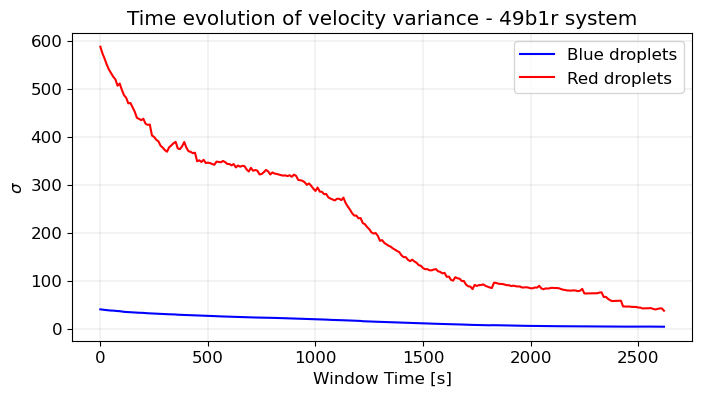 Time evolution of velocity variance - 49b1r system
Blue droplets
Red droplets
600
500
400
300
200
100
0
σ
0 500 1000 1500 2000 2500
Window Time [s]